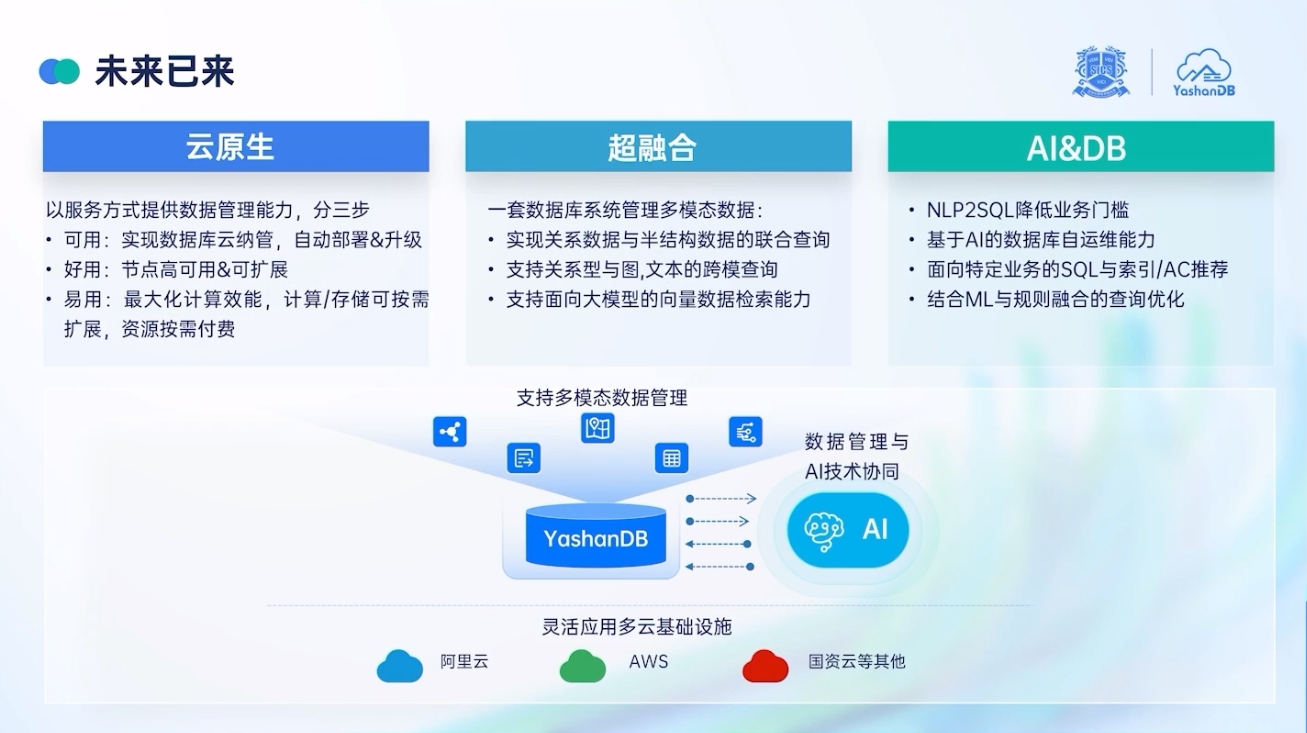 未来已来
YashanDB
云原生
以服务方式提供数据管理能力，分三步
• 可用：实现数据库云纳管，自动部署&升级
• 好用：节点高可用&可扩展
• 易用：最大化计算效能，计算/存储可按需
扩展，资源按需付费
超融合
一套数据库系统管理多模态数据：
• 实现关系数据与半结构数据的联合查询
• 支持关系型与图,文本的跨模查询
• 支持面向大模型的向量数据检索能力
AI&DB
• NLP2SQL降低业务门槛
• 基于AI的数据库自运维能力
• 面向特定业务的SQL与索引/AC推荐
• 结合ML与规则融合的查询优化
支持多模态数据管理
数据管理与
AI技术协同
YashanDB
AI
灵活应用多云基础设施
阿里云
AWS
国资云等其他